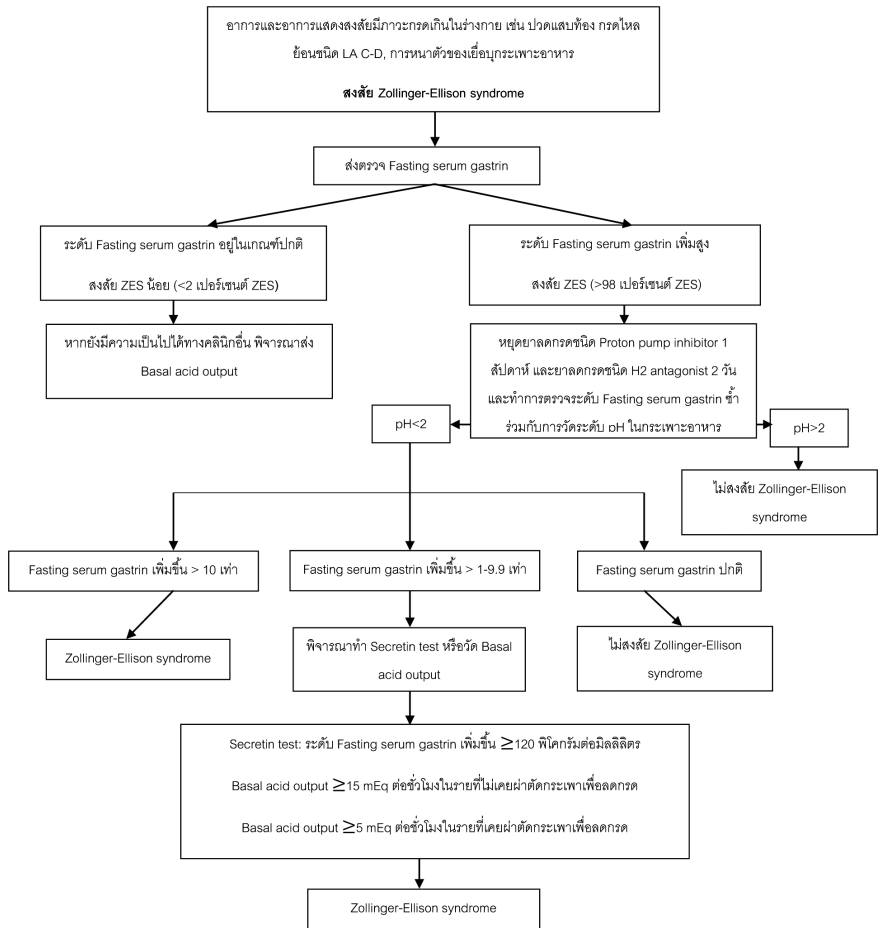 อาการและอาการแสดงสงสัยมีภาวะกรดเกินในร่างกาย เช่น ปวดแสบท้อง กรดไหล
ย้อนชนิด LA C-D, การหนาตัวของเยื่อบุกระเพาะอาหาร
สงสัย Zollinger-Ellison syndrome
ส่งตรวจ Fasting serum gastrin
ระดับ Fasting serum gastrin อยู่ในเกณฑ์ปกติ
สงสัย ZES น้อย (<2 เปอร์เซนต์ ZES)
ระดับ Fasting serum gastrin เพิ่มสูง
สงสัย ZES (>98 เปอร์เซนต์ ZES)
หากยังมีความเป็นไปได้ทางคลินิกอื่น พิจารณาส่ง
Basal acid output
หยุดยาลดกรดชนิด Proton pump inhibitor 1
สัปดาห์ และยาลดกรดชนิด H2 antagonist 2 วัน
และทำการตรวจระดับ Fasting serum gastrin ซ้ำ
ร่วมกับการวัดระดับ pH ในกระเพาะอาหาร
pH<2
pH>2
ไม่สงสัย Zollinger-Ellison
syndrome
Fasting serum gastrin เพิ่มขึ้น > 10 เท่า
Fasting serum gastrin เพิ่มขึ้น > 1-9.9 เท่า
Fasting serum gastrin ปกติ
Zollinger-Ellison syndrome
พิจารณาทำ Secretin test หรือวัด Basal
acid output
ไม่สงสัย Zollinger-Ellison
syndrome
Secretin test: ระดับ Fasting serum gastrin เพิ่มขึ้น ≥120 พิโคกรัมต่อมิลลิลิตร
Basal acid output ≥15 mEq ต่อชั่วโมงในรายที่ไม่เคยผ่าตัดกระเพาเพื่อลดกรด
Basal acid output ≥5 mEq ต่อชั่วโมงในรายที่เคยผ่าตัดกระเพาเพื่อลดกรด
Zollinger-Ellison syndrome